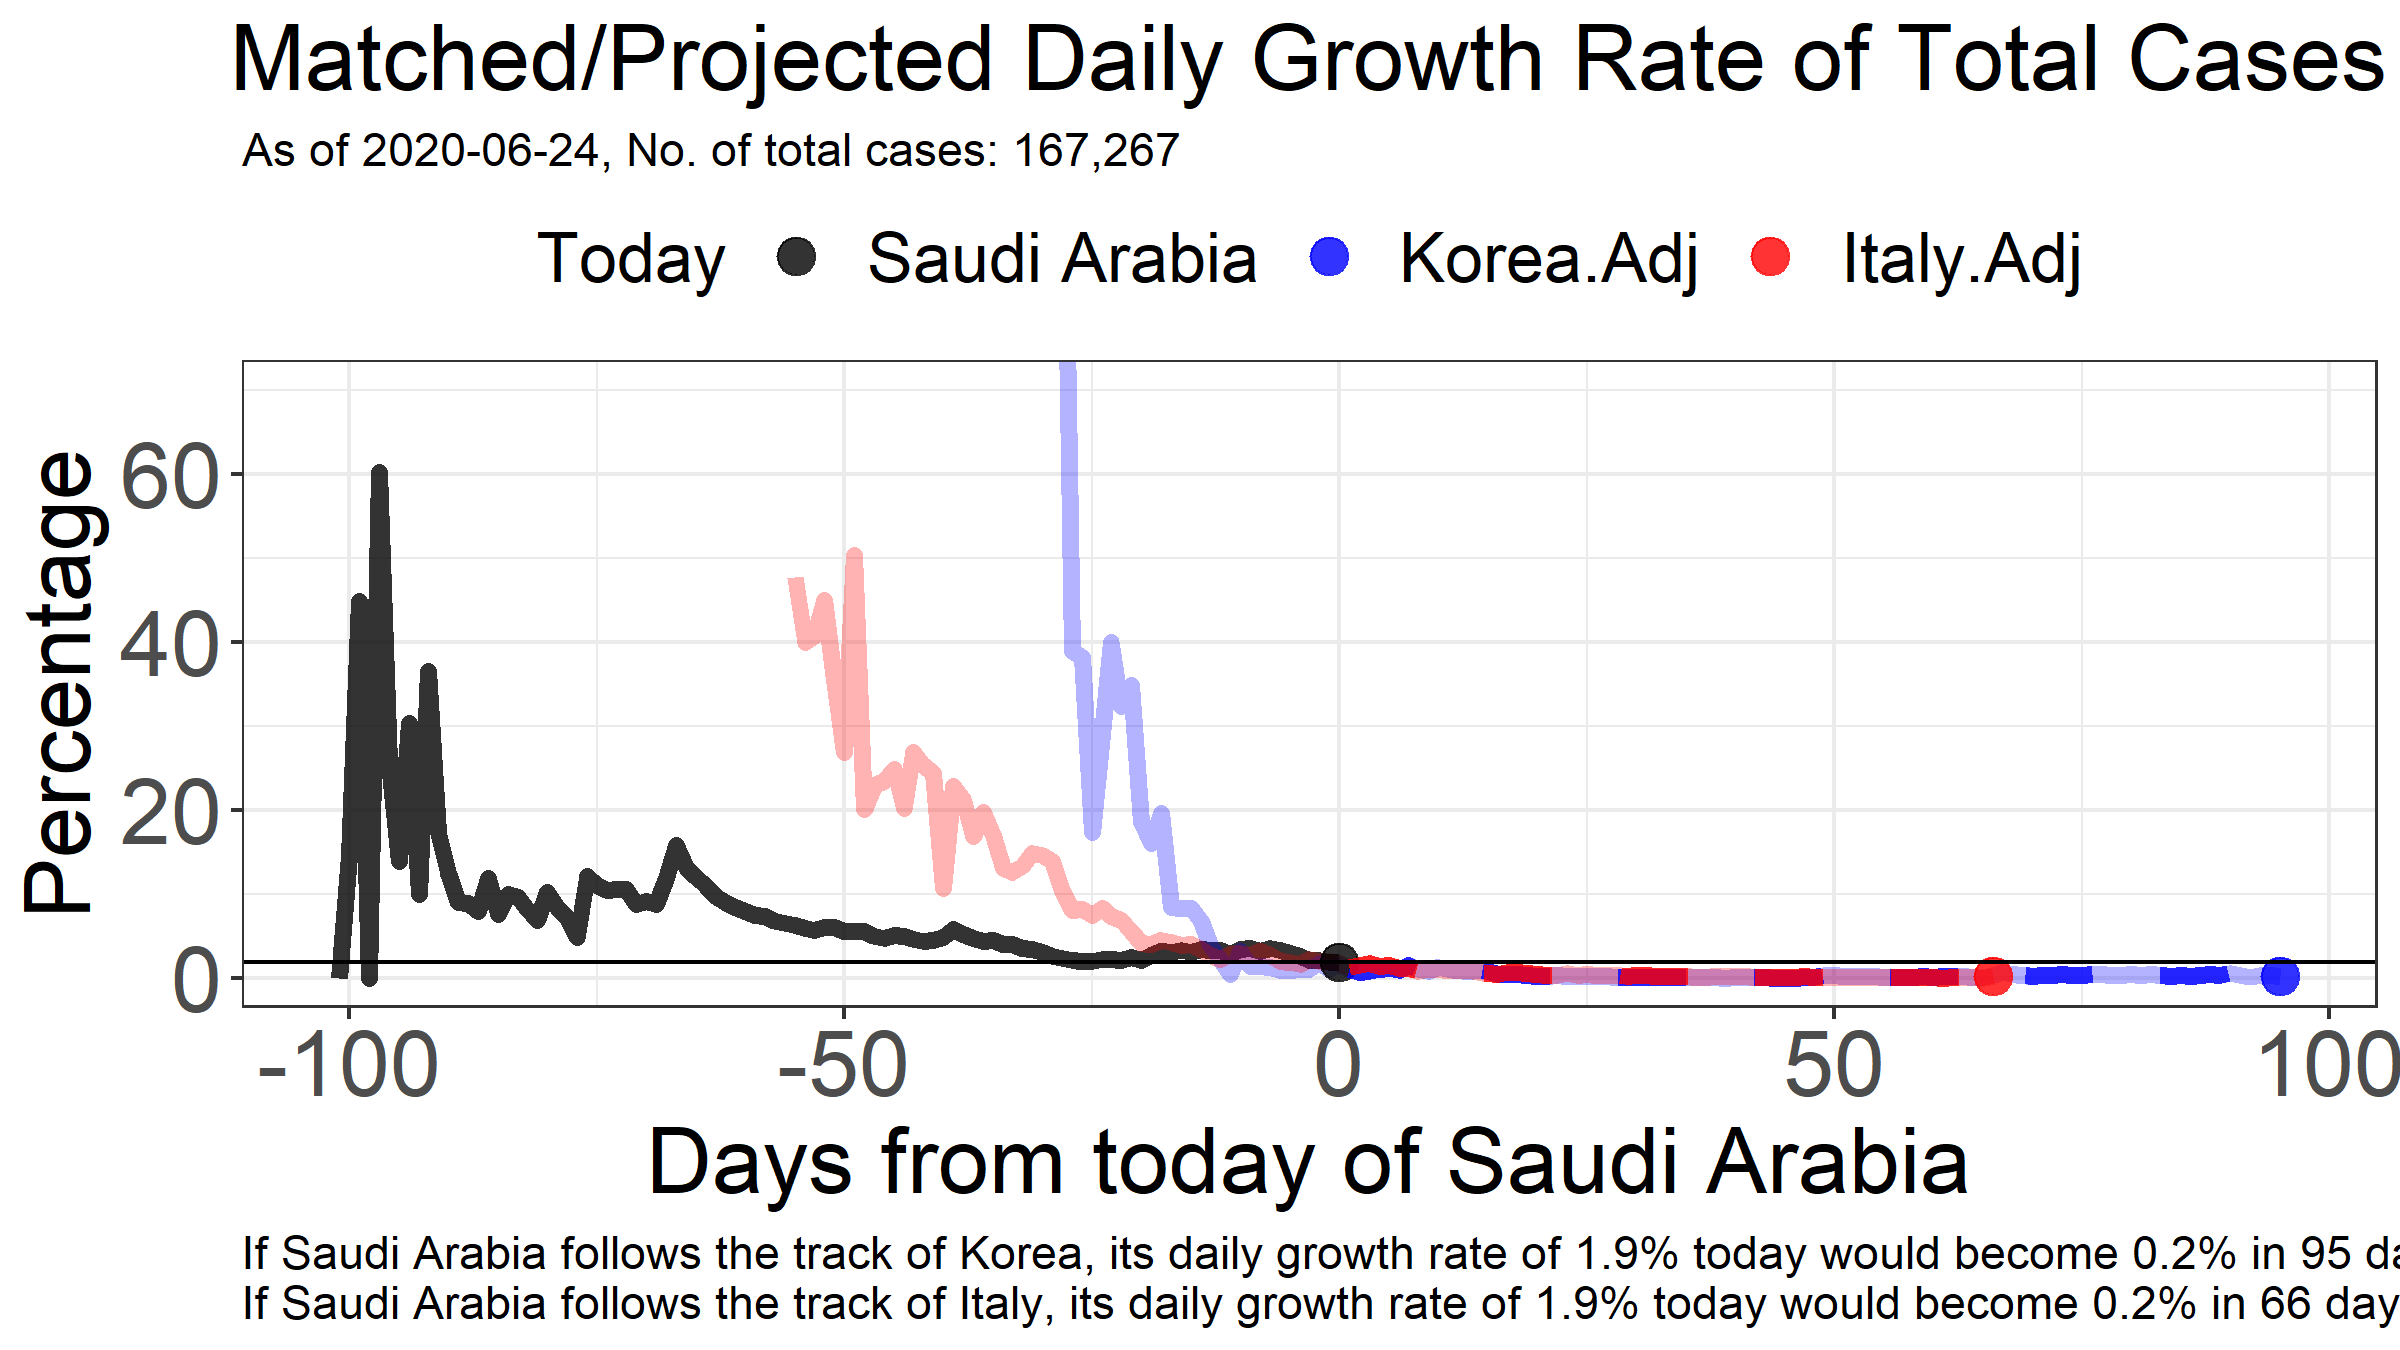 Matched/Projected Daily Growth Rate of Total Cases
As of 2020-06-24, No. of total cases: 167,267
Today Saudi Arabia Korea.Adj Italy.Adj
Percentage
60
40
20
0
-100 -50 0 50 100
Days from today of Saudi Arabia
If Saudi Arabia follows the track of Korea, its daily growth rate of 1.9% today would become 0.2% in 95
If Saudi Arabia follows the track of Italy, its daily growth rate of 1.9% today would become 0.2% in 66